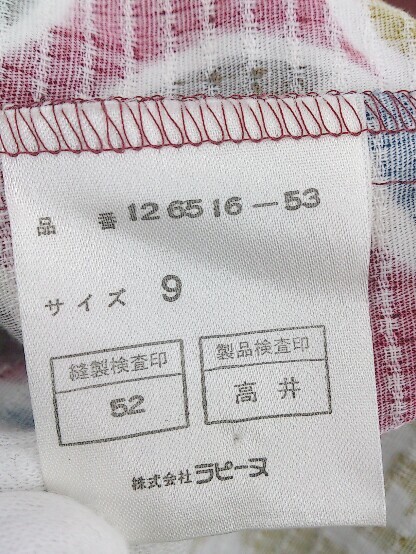 品 番 126516-53
サイズ 9
縫製検査印
52
製品検査印
高井
株式会社ラピーヌ